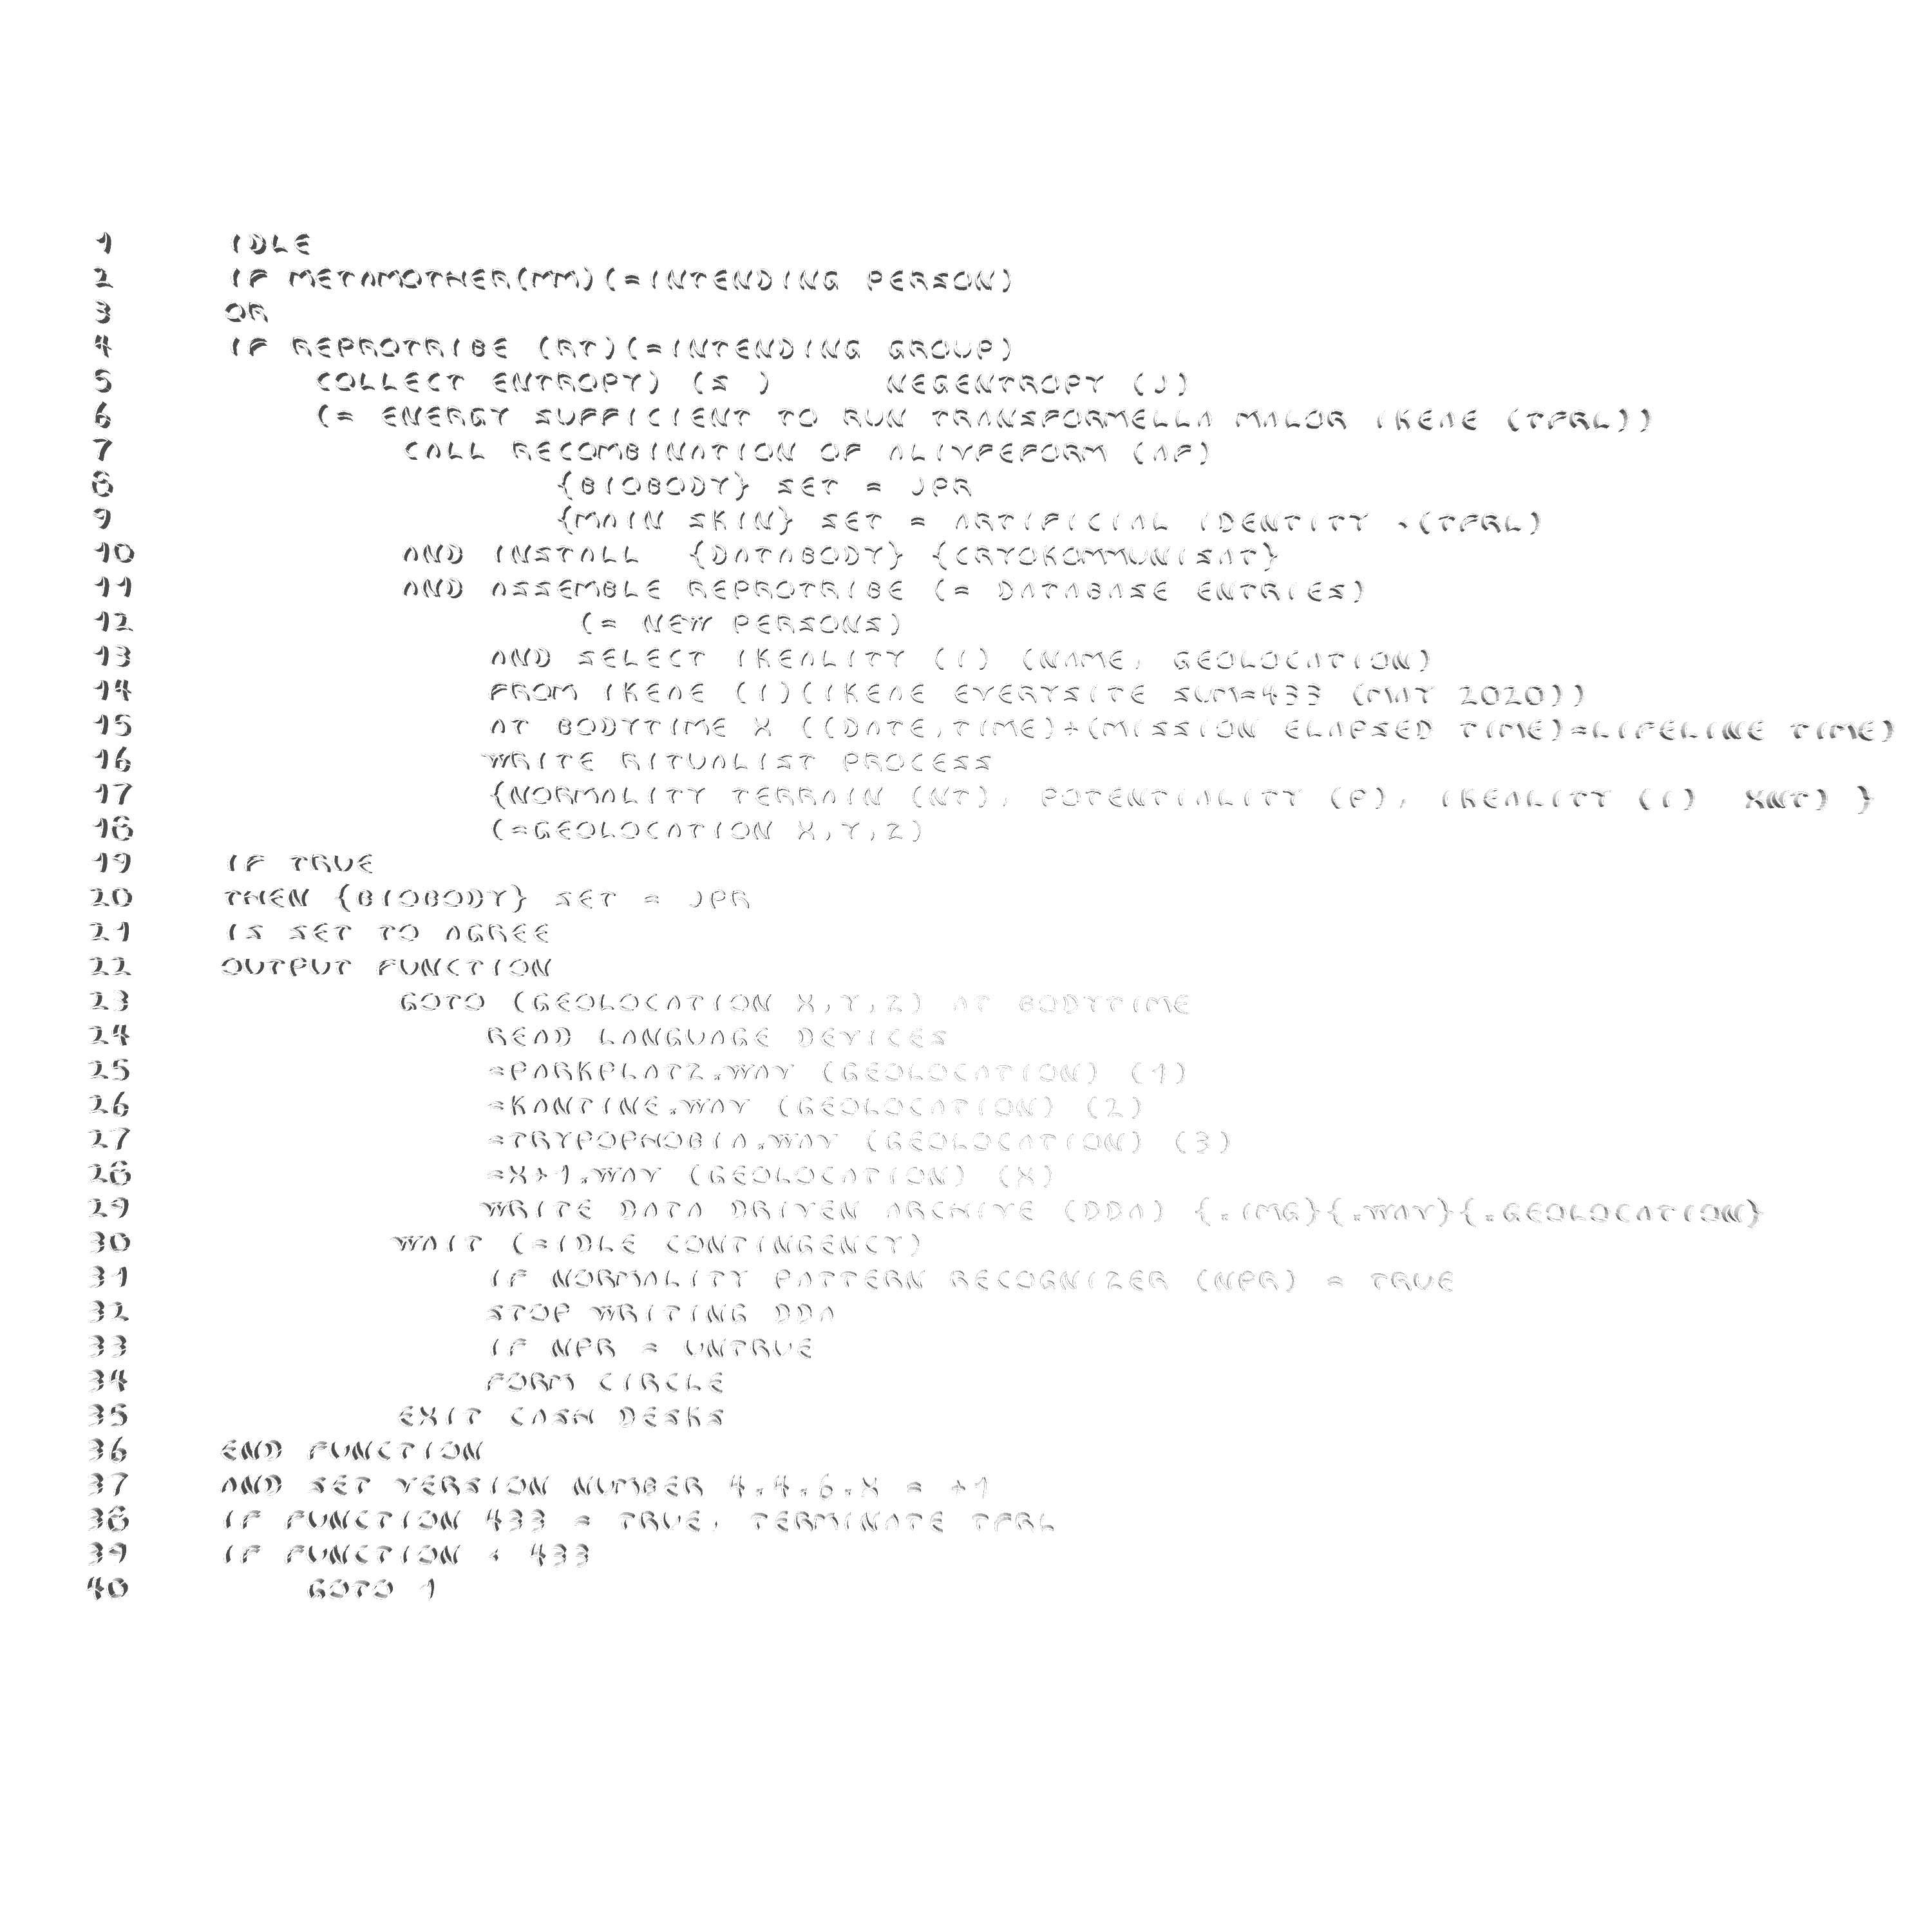 1 IDLE
2 IF METAMOTHER(MM)(=INTENDING PERSON)
3 OR
4 IF REPROTRIBE (RT)(=INTENDING GROUP)
5 COLLECT ENTROPY) (S ) NEGENTROPY (J)
6 (= ENERGY SUFFICIENT TO RUN TRANSFORMELLA MALOR IKEAE (TFRL))
7 CALL RECOMBINATION OF ALIVFEFORM (AF)
8 {BIOBODY} SET = JPR
9 {MAIN SKIN} SET = ARTIFICIAL IDENTITY <(TFRL)
10 AND INSTALL {DATABODY} {CRYOKOMMUNISAT}
11 AND ASSEMBLE REPROTRIBE (= DATABASE ENTRIES)
12 (= NEW PERSONS)
13 AND SELECT IKEALITY (I) (NAME, GEOLOCATION)
14 FROM IKEAE (I)(IKEAE EVERYSITE SUM=433 (MAY 2020))
15 AT BODYTIME X ((DATE,TIME)+(MISSION ELAPSED TIME)=LIFELINE TIME)
16 WRITE RITUALIST PROCESS
17 {NORMALITY TERRAIN (NT), POTENTIALITY (P), IKEALITY (I) XNT) }
18 (=GEOLOCATION X,Y,Z)
19 IF TRUE
20 THEN {BIOBODY} SET = JPR
21 IS SET TO AGREE
22 OUTPUT FUNCTION
23 GOTO (GEOLOCATION X,Y,Z) AT BODYTIME
24 READ LANGUAGE DEVICES
25 =PARKPLATZ.WAV (GEOLOCATION) (1)
26 =KANTINE.WAV (GEOLOCATION) (2)
27 =TRYPOPHOBIA.WAV (GEOLOCATION) (3)
28 =X+1.WAV (GEOLOCATION) (X)
29 WRITE DATA DRIVEN ARCHIVE (DDA) {.IMG}{.WAV}{.GEOLOCATION}
30 WAIT (=IDLE CONTINGENCY)
31 IF NORMALITY PATTERN RECOGNIZER (NPR) = TRUE
32 STOP WRITING DDA
33 IF NPR = UNTRUE
34 FORM CIRCLE
35 EXIT CASH DESKS
36 END FUNCTION
37 AND SET VERSION NUMBER 4.4.6.X = +1
38 IF FUNCTION 433 = TRUE, TERMINATE TFRL
39 IF FUNCTION < 433
40 GOTO 1